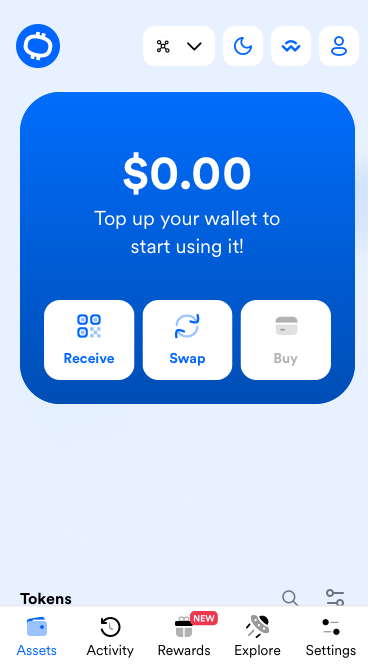 $0.00
Top up your wallet to
start using it!
Receive
Swap
Buy
Tokens
NEW
Assets
Activity
Rewards
Explore
Settings